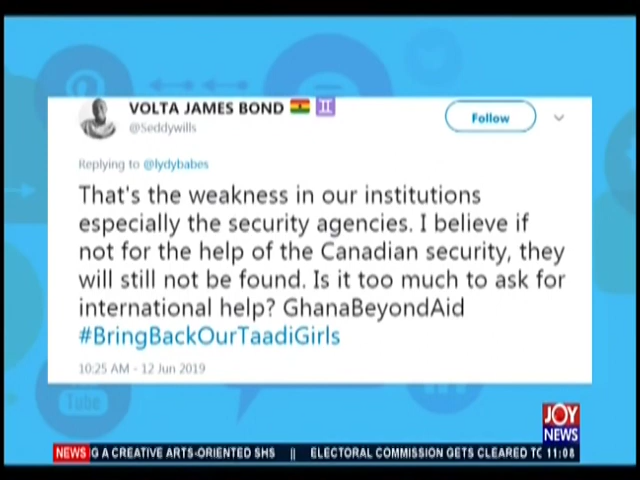 VOLTA JAMES BOND
@Seddywills
Follow
Replying to @lydybabes
That's the weakness in our institutions
especially the security agencies. I believe if
not for the help of the Canadian security, they
will still not be found. Is it too much to ask for
international help? GhanaBeyondAid
#BringBackOurTaadiGirls
10:25 AM - 12 Jun 2019
Tube
JOY
NEWS
NEWS G A CREATIVE ARTS-ORIENTED SHS || ELECTORAL COMMISSION GETS CLEARED TO 11:08